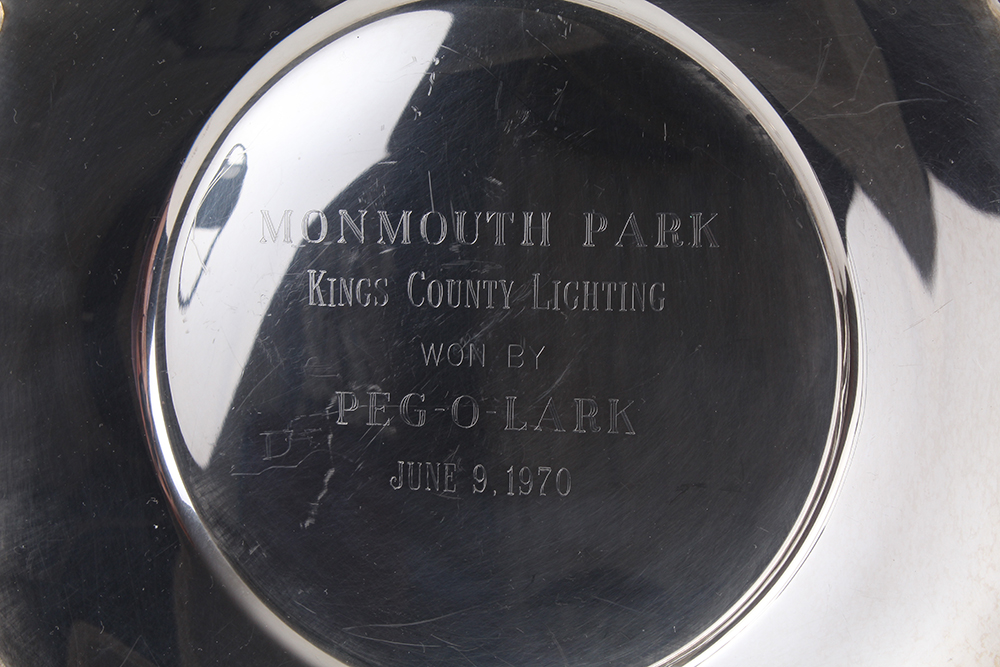 MONMOUTH PARK
KINGS COUNTY LIGHTING
WON BY
PEG-O-LARK
JUNE 9, 1970